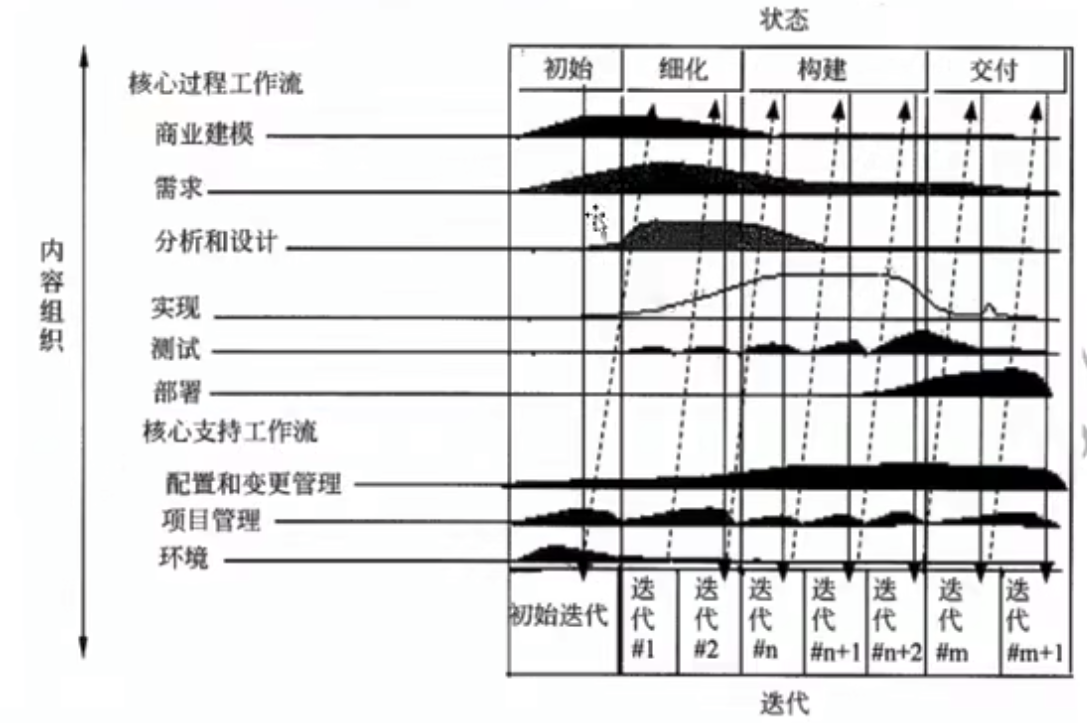 状态
初始 细化 构建 交付
核心过程工作流
商业建模
需求
分析和设计
内容组织
实现
测试
部署
核心支持工作流
配置和变更管理
项目管理
环境
初始迭代
迭代#1
迭代#2
迭代#n
迭代#n+1
迭代#n+2
迭代#m
迭代#m+1
迭代